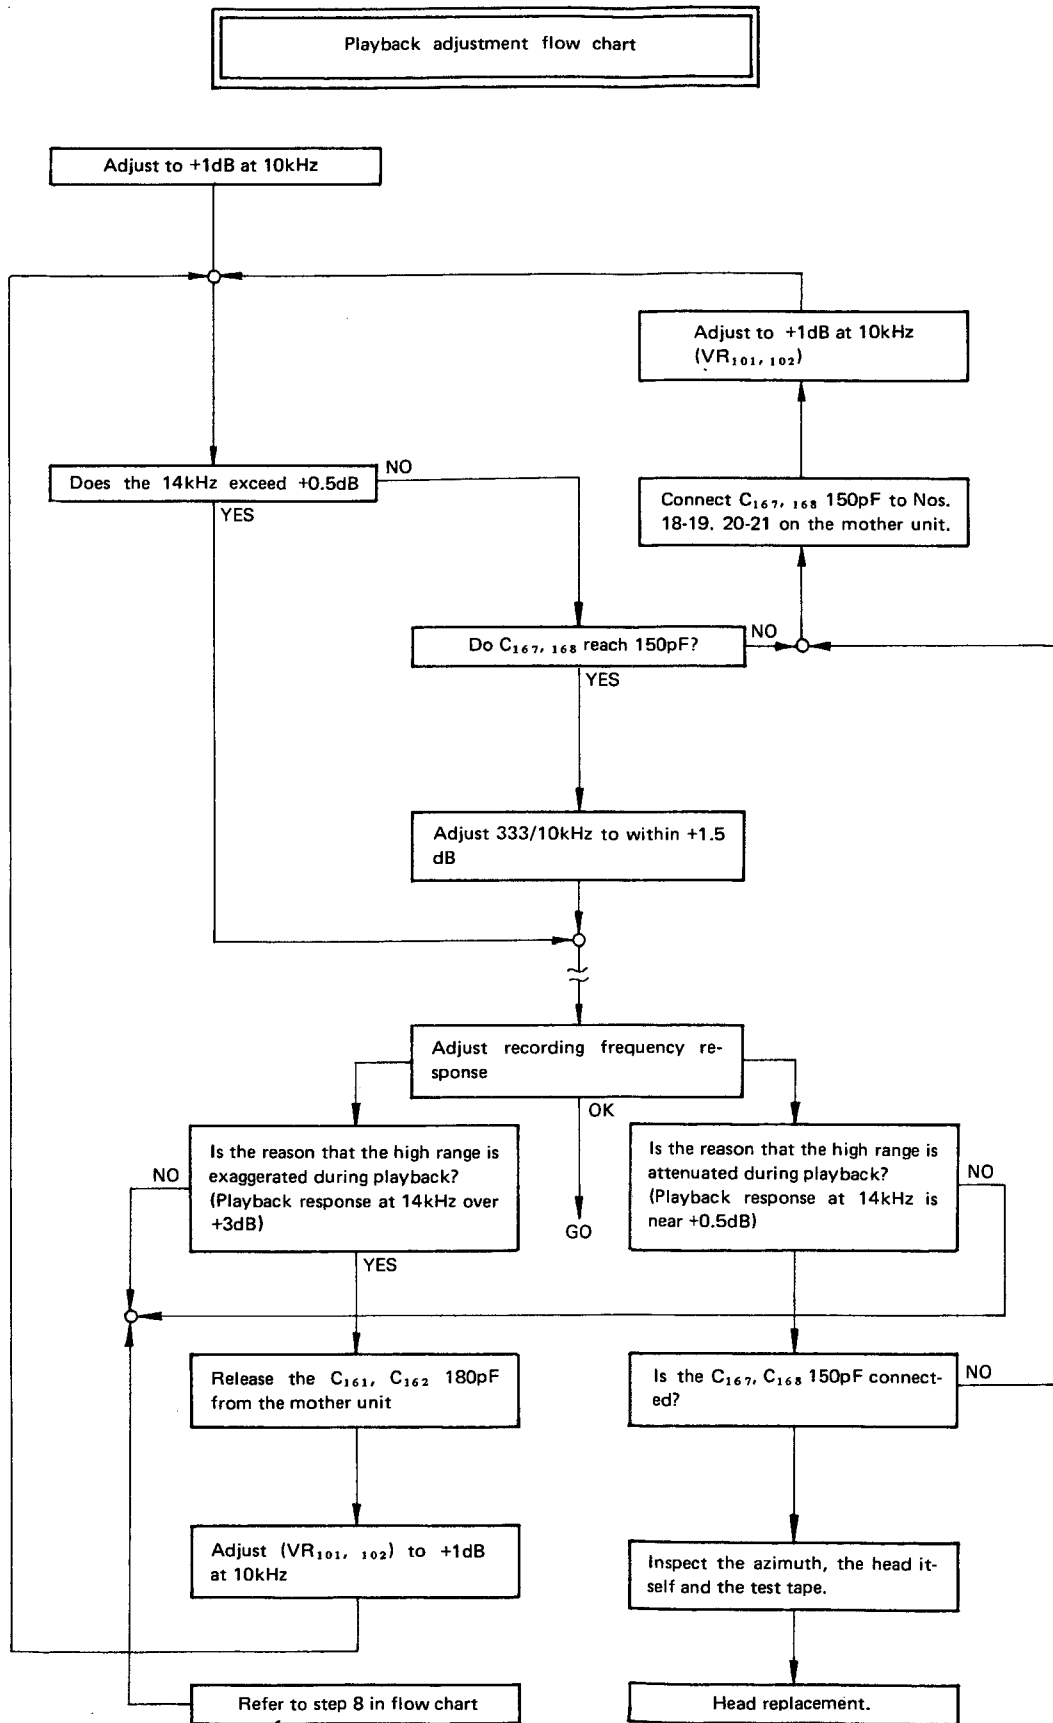 Playback adjustment flow chart
Adjust to +1dB at 10kHz
Adjust to +1dB at 10kHz
(VR101, 102)
Does the 14kHz exceed +0.5dB
NO
YES
Connect C167, 168 150pF to Nos.
18-19. 20-21 on the mother unit.
Do C167, 168 reach 150pF?
NO
YES
Adjust 333/10kHz to within +1.5
dB
Adjust recording frequency re-
sponse
OK
GO
Is the reason that the high range is
exaggerated during playback?
(Playback response at 14kHz over
+3dB)
NO
YES
Is the reason that the high range is
attenuated during playback?
(Playback response at 14kHz is
near +0.5dB)
NO
Release the C161, C162 180pF
from the mother unit
Is the C167, C168 150pF connect-
ed?
NO
Adjust (VR101, 102) to +1dB
at 10kHz
Inspect the azimuth, the head it-
self and the test tape.
Refer to step 8 in flow chart
Head replacement.